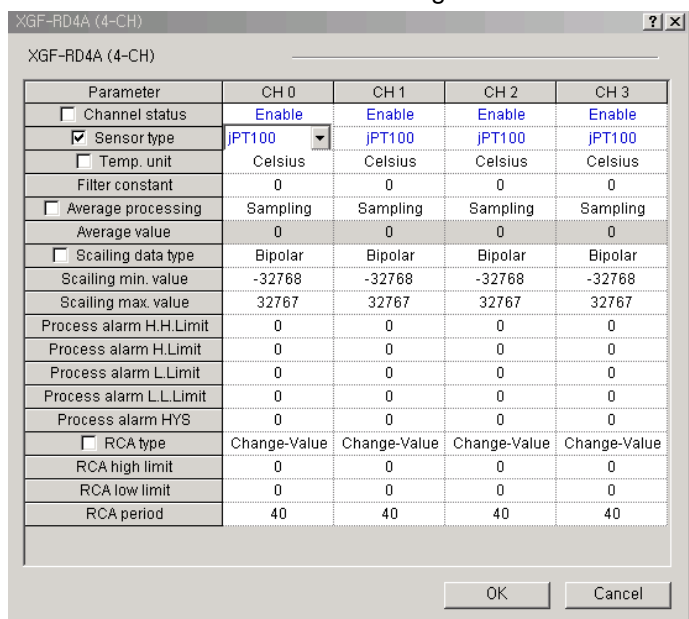 XGF-RD4A (4-CH)
XGF-RD4A (4-CH)
Parameter CH 0 CH 1 CH 2 CH 3
Channel status Enable Enable Enable Enable
Sensor type jPT100 jPT100 jPT100 jPT100
Temp. unit Celsius Celsius Celsius Celsius
Filter constant 0 0 0 0
Average processing Sampling Sampling Sampling Sampling
Average value 0 0 0 0
Scailing data type Bipolar Bipolar Bipolar Bipolar
Scailing min. value -32768 -32768 -32768 -32768
Scailing max. value 32767 32767 32767 32767
Process alarm H.H.Limit 0 0 0 0
Process alarm H.Limit 0 0 0 0
Process alarm L.Limit 0 0 0 0
Process alarm L.L.Limit 0 0 0 0
Process alarm HYS 0 0 0 0
RCA type Change-Value Change-Value Change-Value Change-Value
RCA high limit 0 0 0 0
RCA low limit 0 0 0 0
RCA period 40 40 40 40
OK Cancel